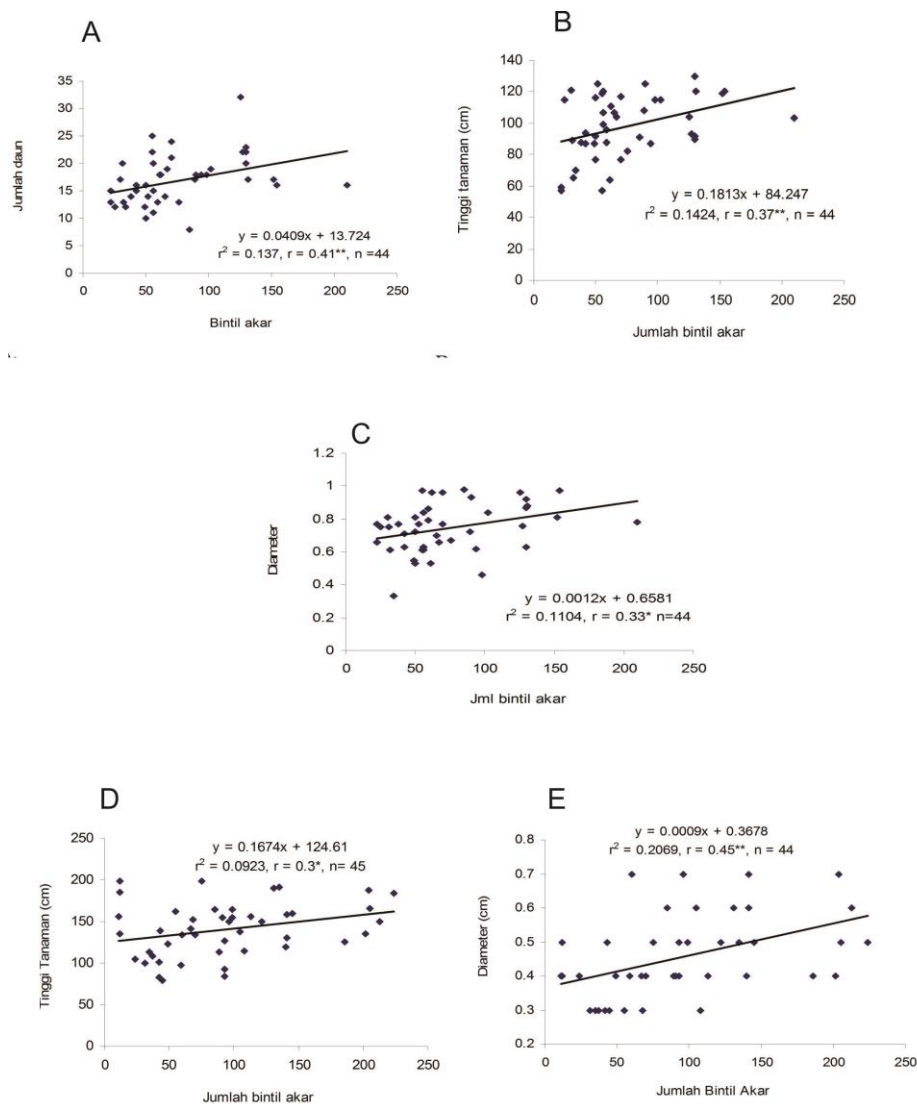 A
35
30
25
20
15
10
5
0
Jumlah daun
y = 0.0409x + 13.724
r² = 0.137, r = 0.41**, n =44
0 50 100 150 200 250
Bintil akar
B
140
120
100
80
60
40
20
0
Tinggi tanaman (cm)
y = 0.1813x + 84.247
r² = 0.1424, r = 0.37**, n = 44
0 50 100 150 200 250
Jumlah bintil akar
C
1.2
1
0.8
0.6
0.4
0.2
0
Diameter
y = 0.0012x + 0.6581
r² = 0.1104, r = 0.33* n=44
0 50 100 150 200 250
Jml bintil akar
D
y = 0.1674x + 124.61
r² = 0.0923, r = 0.3*, n= 45
250
200
150
100
50
0
Tinggi Tanaman (cm)
0 50 100 150 200 250
Jumlah bintil akar
E
y = 0.0009x + 0.3678
r² = 0.2069, r = 0.45**, n = 44
0.8
0.7
0.6
0.5
0.4
0.3
0.2
Diameter (cm)
0 50 100 150 200 250
Jumlah Bintil Akar